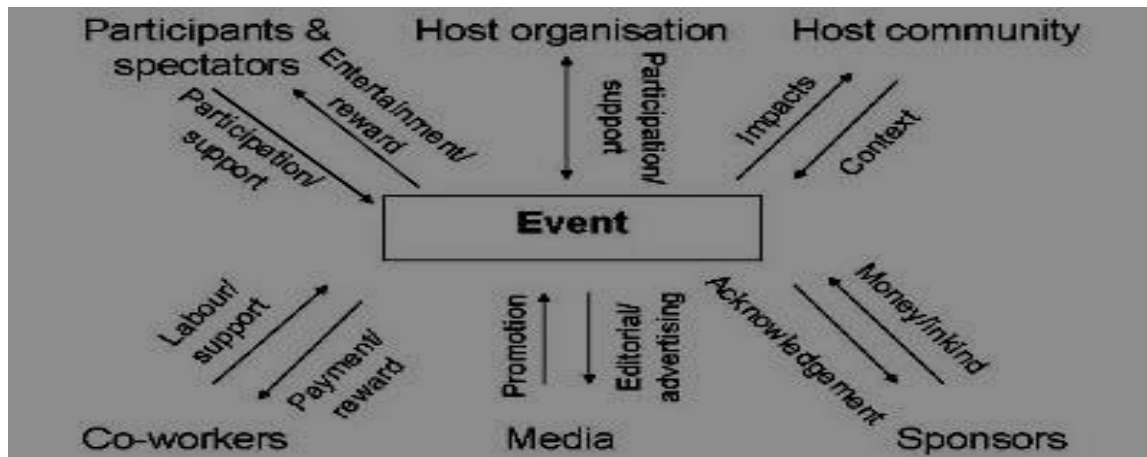 Participants &
spectators
Host organisation
Host community
Entertainment/
reward
Participation/
support
Participation/
support
Impacts
Context
Event
Labour/
support
Payment/
reward
Promotion
Editorial/
advertising
Acknowledgement
Money/inkind
Co-workers
Media
Sponsors